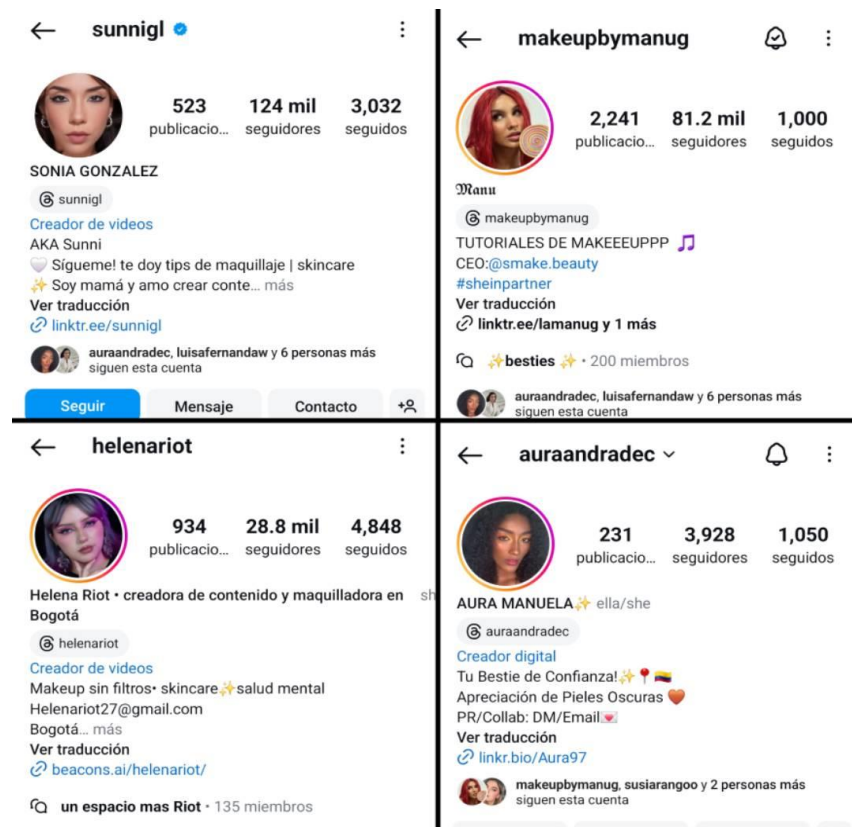 sunnigl
523 124 mil 3,032
publicacio... seguidores seguidos
SONIA GONZALEZ
sunnigl
Creador de videos
AKA Sunni
🤍 Sígueme! te doy tips de maquillaje | skincare
✨ Soy mamá y amo crear conte... más
Ver traducción
linktr.ee/sunnigl
auraandradec, luisafernandaw y 6 personas más
siguen esta cuenta
Seguir Mensaje Contacto
makeupbymanug
2,241 81.2 mil 1,000
publicacio... seguidores seguidos
𝔐𝔞𝔫𝔲
makeupbymanug
TUTORIALES DE MAKEEEUPPP 🎵
CEO:@smake.beauty
#sheinpartner
Ver traducción
linktr.ee/lamanug y 1 más
✨besties ✨ • 200 miembros
auraandradec, luisafernandaw y 6 personas más
siguen esta cuenta
helenariot
934 28.8 mil 4,848
publicacio... seguidores seguidos
Helena Riot • creadora de contenido y maquilladora en sh
Bogotá
helenariot
Creador de videos
Makeup sin filtros• skincare✨salud mental
Helenariot27@gmail.com
Bogotá... más
Ver traducción
beacons.ai/helenariot/
un espacio mas Riot • 135 miembros
auraandradec
231 3,928 1,050
publicacio... seguidores seguidos
AURA MANUELA✨ ella/she
auraandradec
Creador digital
Tu Bestie de Confianza!✨📍🇨🇴
Apreciación de Pieles Oscuras 🤎
PR/Collab: DM/Email💌
Ver traducción
linkr.bio/Aura97
makeupbymanug, susiarangoo y 2 personas más
siguen esta cuenta